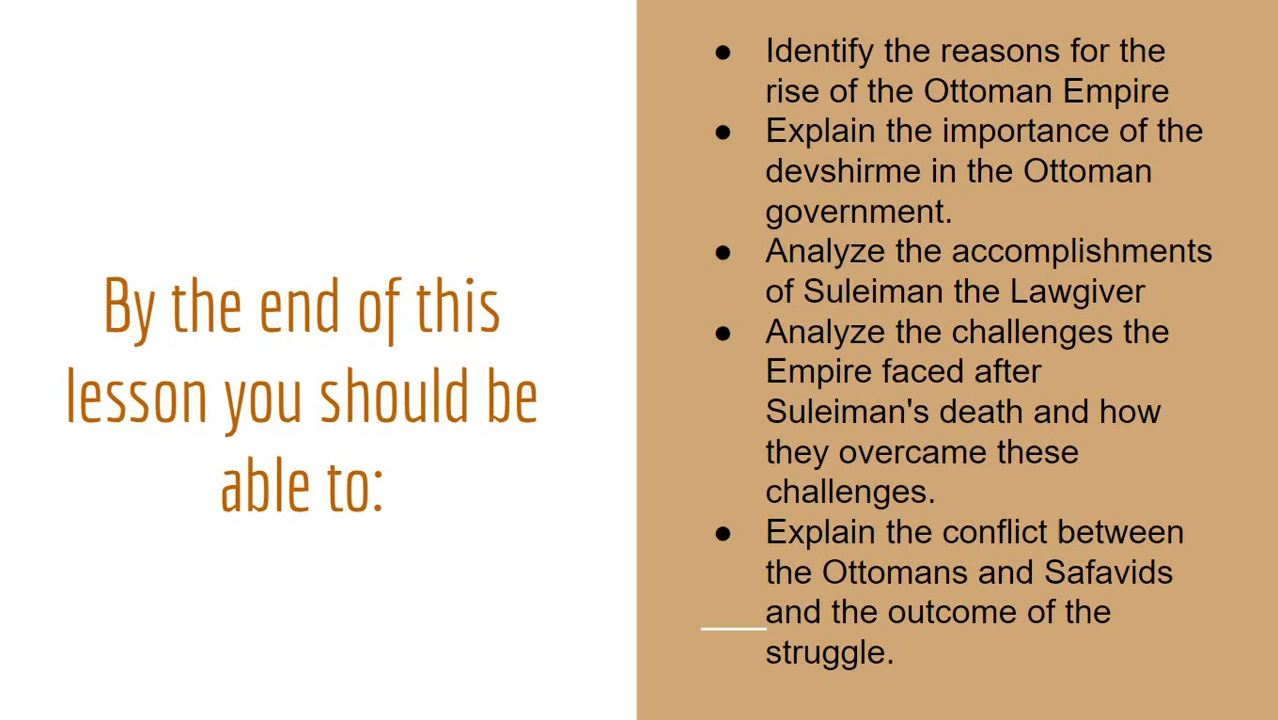 By the end of this
lesson you should be
able to:
● Identify the reasons for the
rise of the Ottoman Empire
● Explain the importance of the
devshirme in the Ottoman
government.
● Analyze the accomplishments
of Suleiman the Lawgiver
● Analyze the challenges the
Empire faced after
Suleiman's death and how
they overcame these
challenges.
● Explain the conflict between
the Ottomans and Safavids
and the outcome of the
struggle.